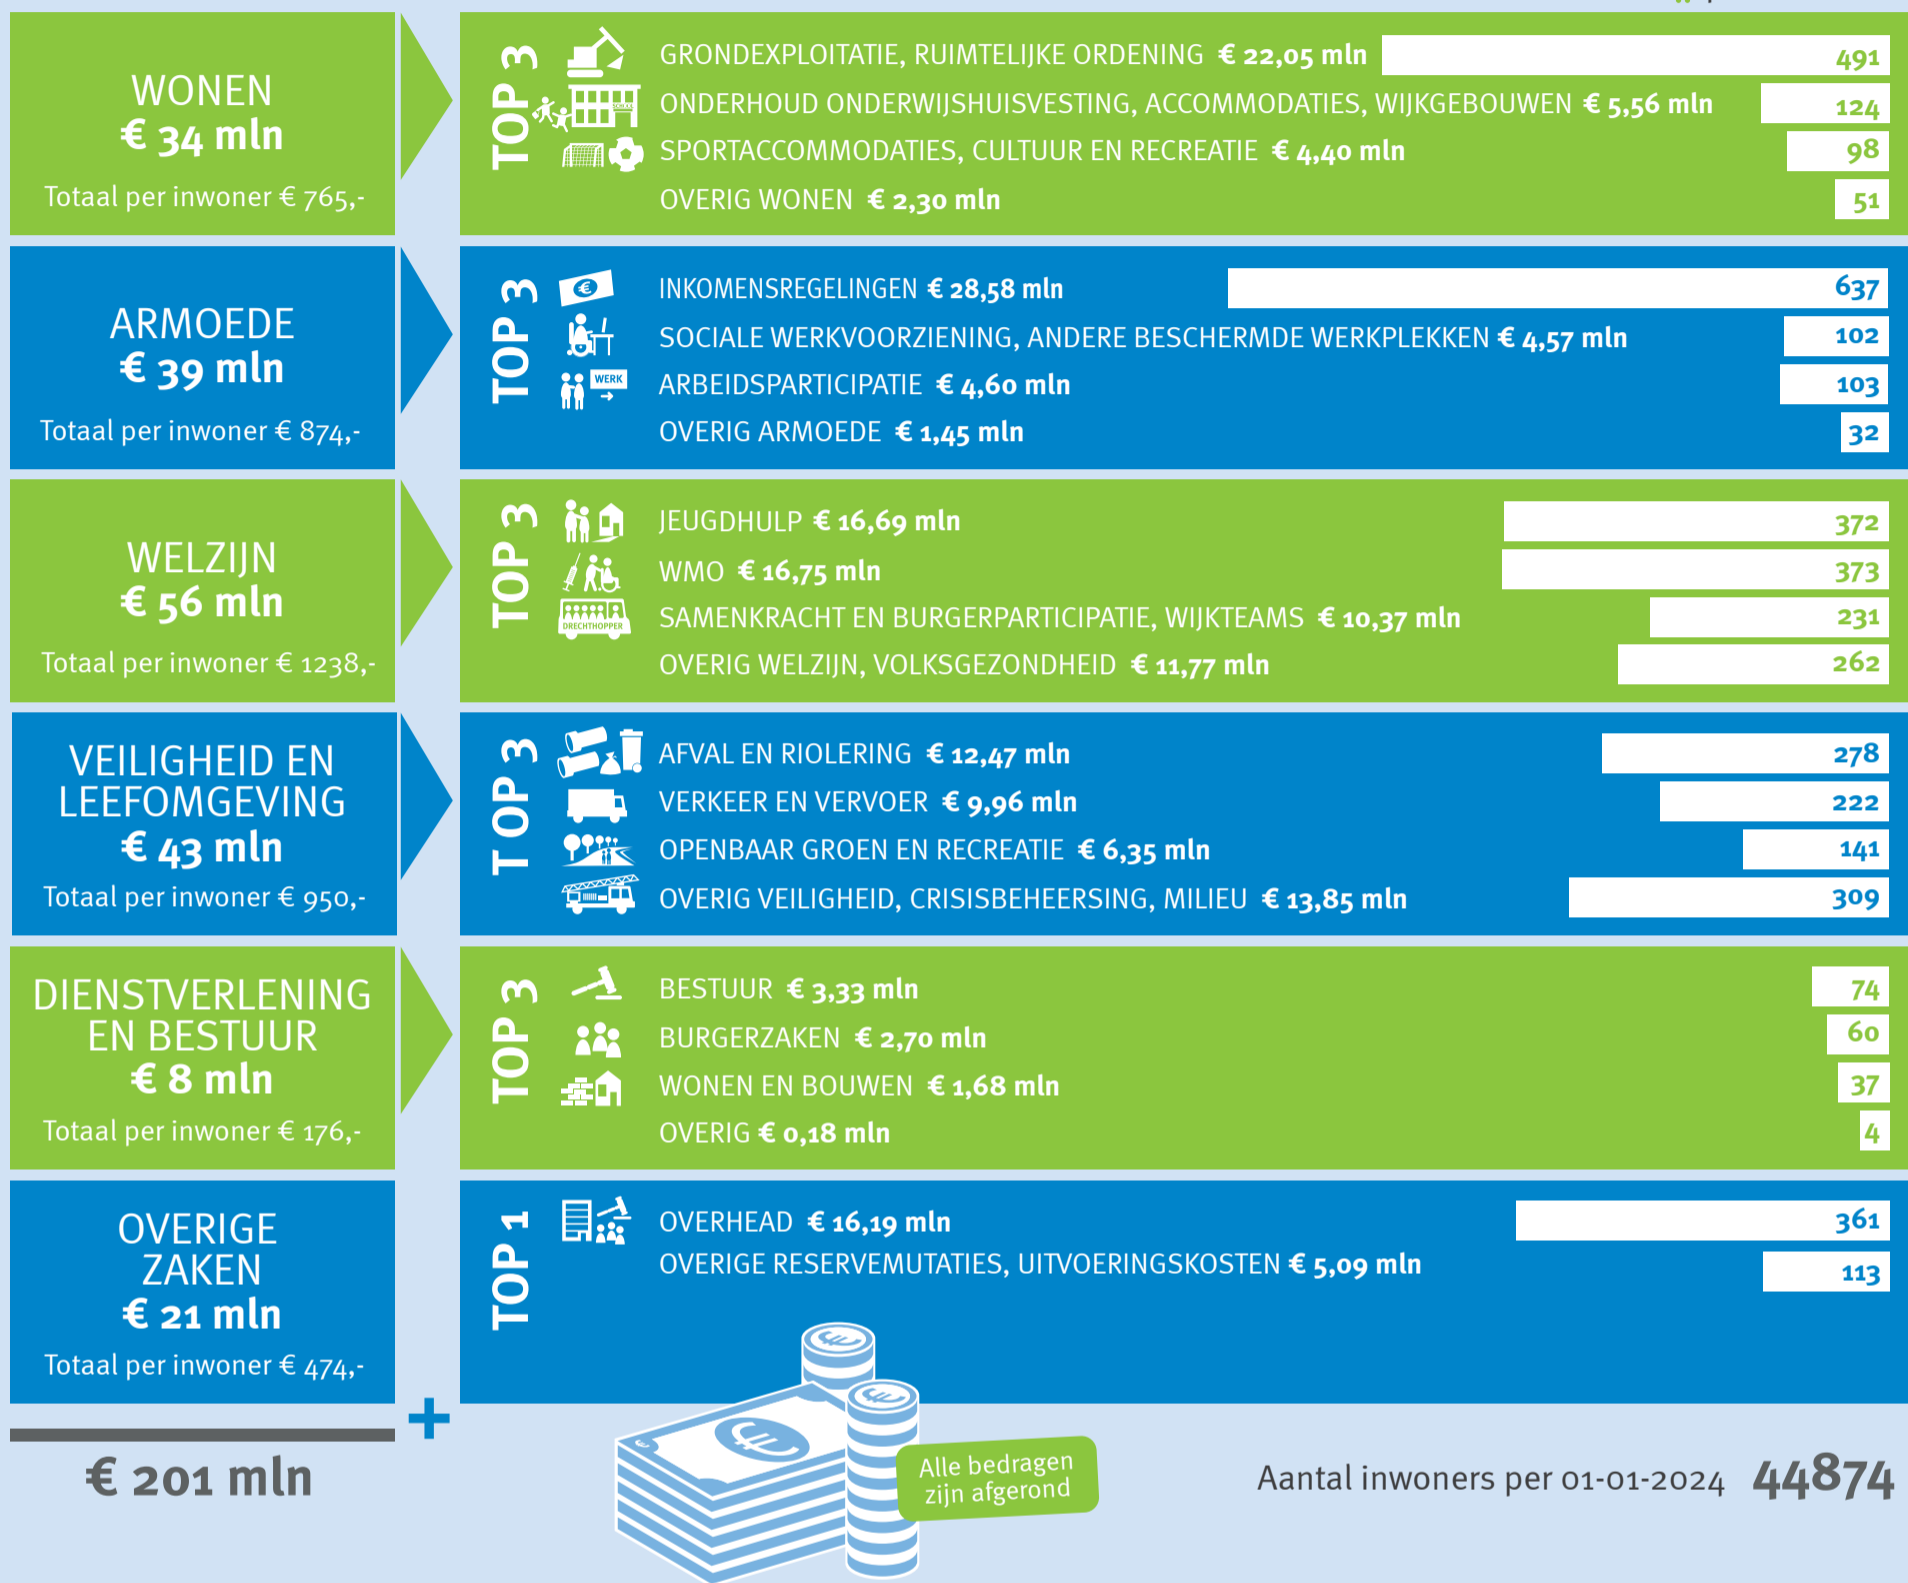 WONEN
€ 34 mln
Totaal per inwoner € 765,-
TOP 3
GRONDEXPLOITATIE, RUIMTELIJKE ORDENING € 22,05 mln 491
ONDERHOUD ONDERWIJSHUISVESTING, ACCOMMODATIES, WIJKGEBOUWEN € 5,56 mln 124
SPORTACCOMMODATIES, CULTUUR EN RECREATIE € 4,40 mln 98
OVERIG WONEN € 2,30 mln 51
ARMOEDE
€ 39 mln
Totaal per inwoner € 874,-
TOP 3
INKOMENSREGELINGEN € 28,58 mln 637
SOCIALE WERKVOORZIENING, ANDERE BESCHERMDE WERKPLEKKEN € 4,57 mln 102
WERK
ARBEIDSPARTICIPATIE € 4,60 mln 103
OVERIG ARMOEDE € 1,45 mln 32
WELZIJN
€ 56 mln
Totaal per inwoner € 1238,-
TOP 3
JEUGDHULP € 16,69 mln 372
WMO € 16,75 mln 373
DRECHTHOPPER
SAMENKRACHT EN BURGERPARTICIPATIE, WIJKTEAMS € 10,37 mln 231
OVERIG WELZIJN, VOLKSGEZONDHEID € 11,77 mln 262
VEILIGHEID EN
LEEFOMGEVING
€ 43 mln
Totaal per inwoner € 950,-
TOP 3
AFVAL EN RIOLERING € 12,47 mln 278
VERKEER EN VERVOER € 9,96 mln 222
OPENBAAR GROEN EN RECREATIE € 6,35 mln 141
OVERIG VEILIGHEID, CRISISBEHEERSING, MILIEU € 13,85 mln 309
DIENSTVERLENING
EN BESTUUR
€ 8 mln
Totaal per inwoner € 176,-
TOP 3
BESTUUR € 3,33 mln 74
BURGERZAKEN € 2,70 mln 60
WONEN EN BOUWEN € 1,68 mln 37
OVERIG € 0,18 mln 4
OVERIGE
ZAKEN
€ 21 mln
Totaal per inwoner € 474,-
TOP 1
OVERHEAD € 16,19 mln 361
OVERIGE RESERVEMUTATIES, UITVOERINGSKOSTEN € 5,09 mln 113
+
€ 201 mln
Alle bedragen
zijn afgerond
Aantal inwoners per 01-01-2024 44874